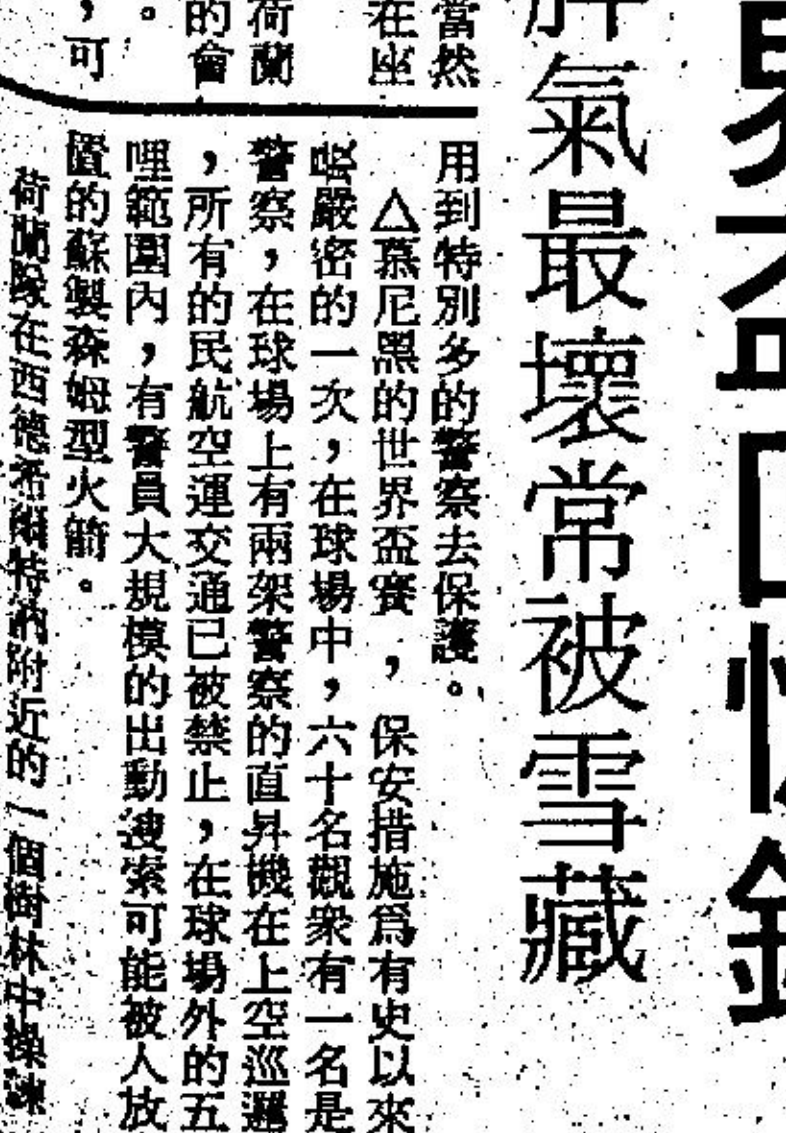 界盃
脾氣最壞常被雪藏
當然
在座
荷蘭
的會
。
，可
用到特別多的警察去保護。
△慕尼黑的世界盃賽，保安措施爲有史以來
嚴密的一次，在球場中，六十名觀衆有一名是
警察，在球場上有兩架警察的直昇機在上空巡邏
，所有的民航空運交通已被禁止，在球場外的五
哩範圍內，有警員大規模的出動搜索可能被人放
置的蘇製森姆型火箭。
荷蘭隊在西德希爾特納附近的一個樹林中操練